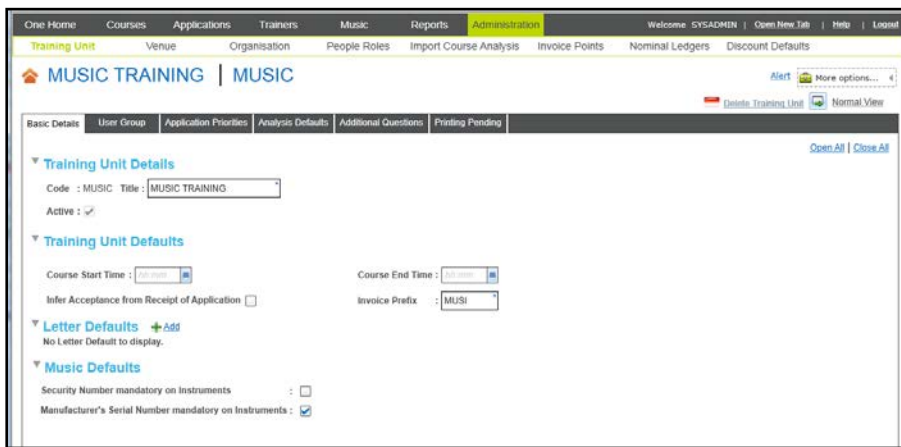 One Home Courses Applications Trainers Music Reports Administration Welcome SYSADMIN | Open New Tab | Help | Logout
Training Unit Venue Organisation People Roles Import Course Analysis Invoice Points Nominal Ledgers Discount Defaults
MUSIC TRAINING | MUSIC
Alert More options...
Delete Training Unit Normal View
Basic Details User Group Application Priorities Analysis Defaults Additional Questions Printing Pending
Open All | Close All
Training Unit Details
Code : MUSIC Title : MUSIC TRAINING *
Active :
Training Unit Defaults
Course Start Time : hh:mm Course End Time : hh:mm
Infer Acceptance from Receipt of Application Invoice Prefix : MUSI *
Letter Defaults Add
No Letter Default to display.
Music Defaults
Security Number mandatory on Instruments :
Manufacturer's Serial Number mandatory on Instruments :